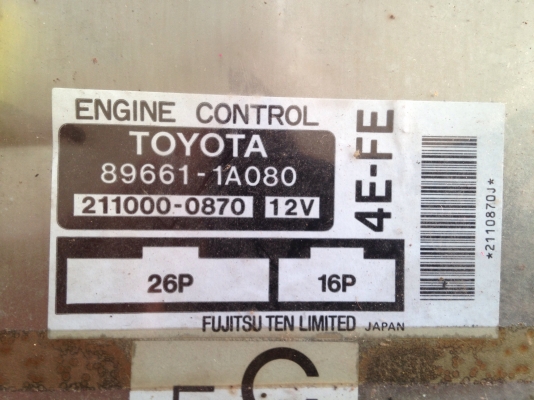 ENGINE CONTROL
TOYOTA
89661-1A080
211000-0870 12V
4E-FE
*2110870J*
26P 16P
FUJITSU TEN LIMITED JAPAN
C